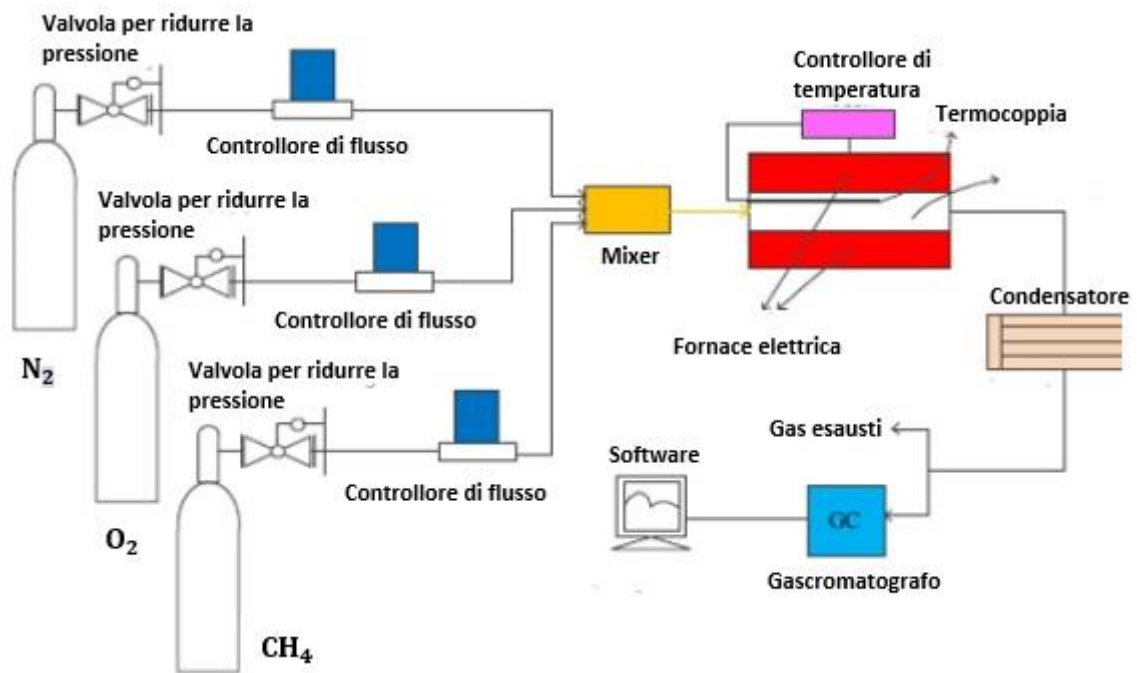 Valvola per ridurre la
pressione
Controllore di flusso
N₂
Valvola per ridurre la
pressione
Controllore di flusso
O₂
Valvola per ridurre la
pressione
Controllore di flusso
CH₄
Mixer
Controllore di
temperatura
Termocoppia
Fornace elettrica
Condensatore
Gas esausti
Software
GC
Gascromatografo